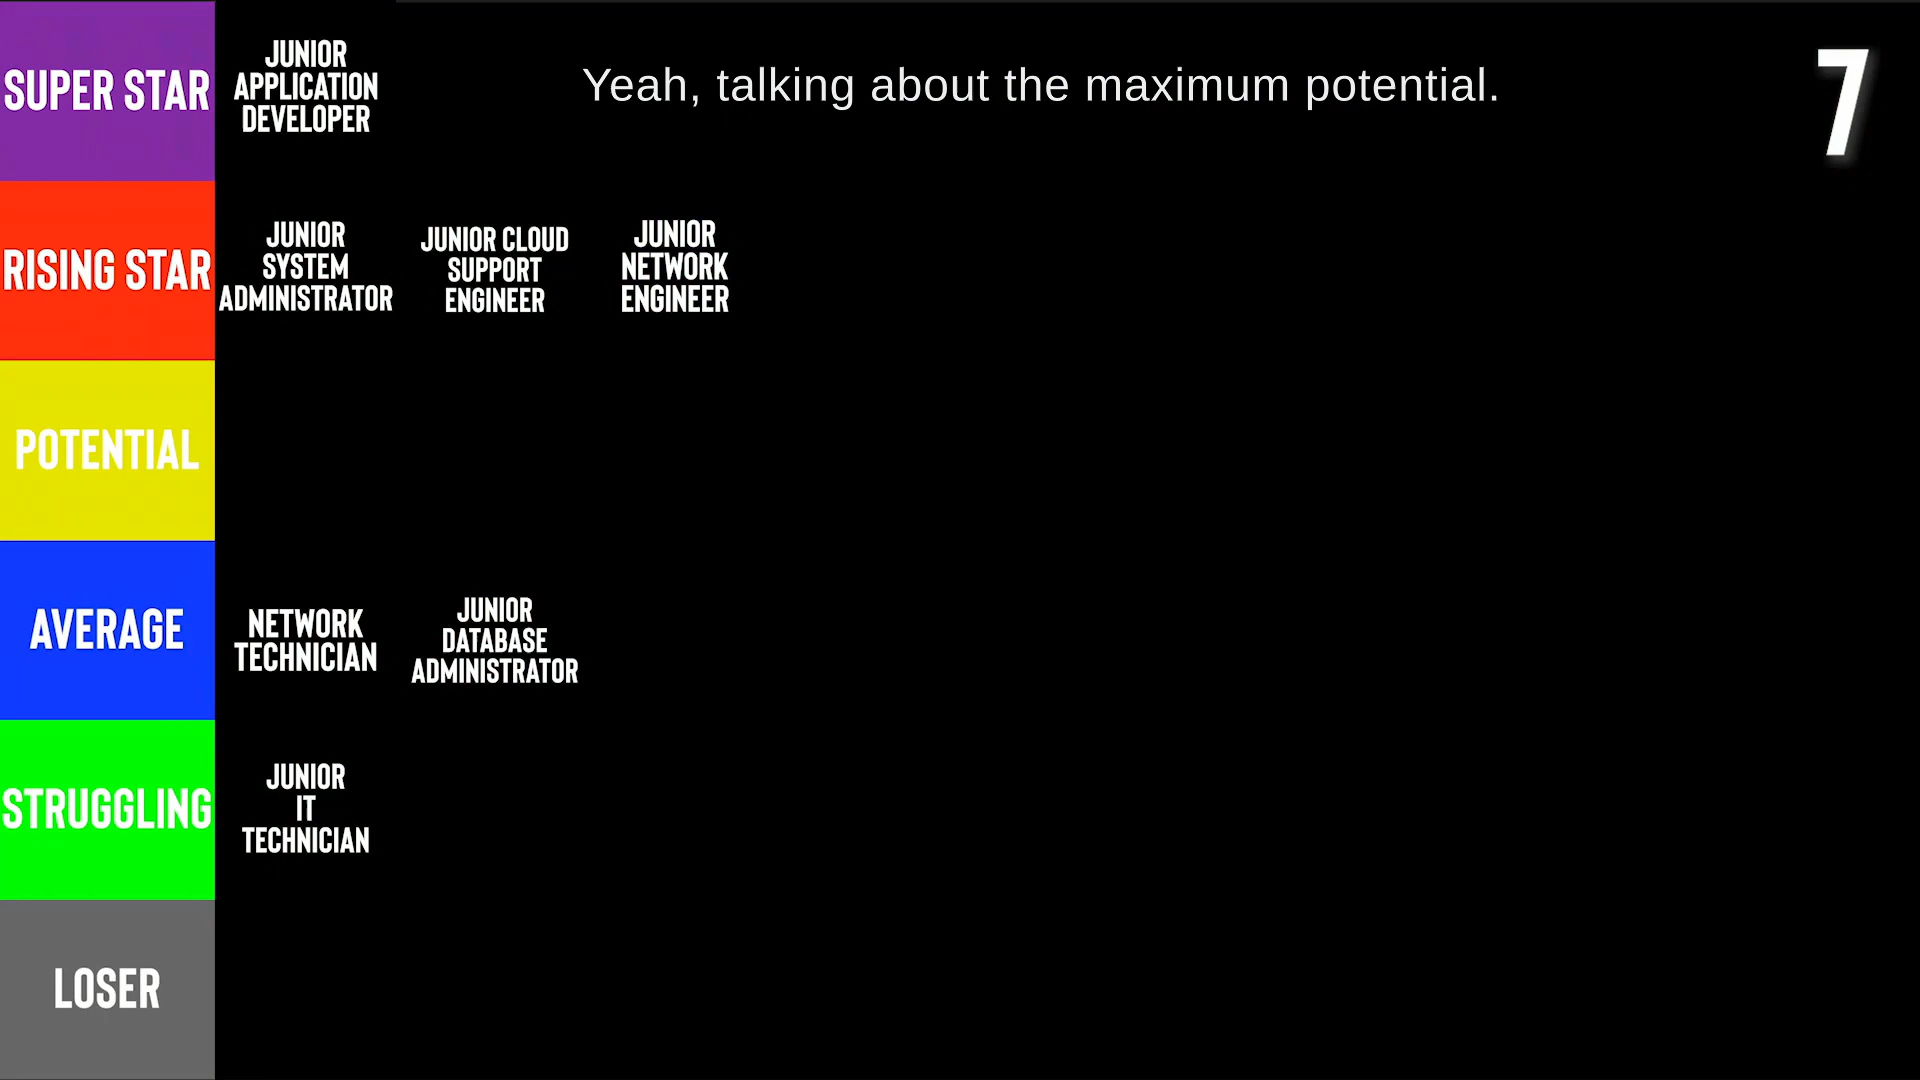 SUPER STAR
JUNIOR
APPLICATION
DEVELOPER
Yeah, talking about the maximum potential.
7
RISING STAR
JUNIOR
SYSTEM
ADMINISTRATOR
JUNIOR CLOUD
SUPPORT
ENGINEER
JUNIOR
NETWORK
ENGINEER
POTENTIAL
AVERAGE
NETWORK
TECHNICIAN
JUNIOR
DATABASE
ADMINISTRATOR
STRUGGLING
JUNIOR
IT
TECHNICIAN
LOSER